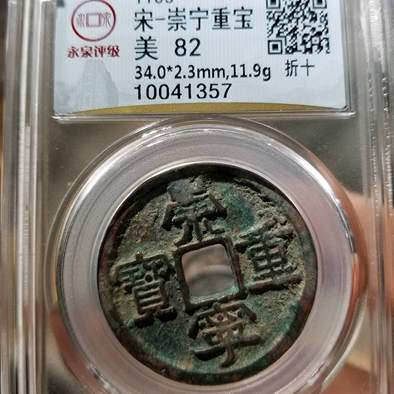 宋-崇宁重宝
永泉评级
美 82
34.0*2.3mm,11.9g 折十
10041357
崇
寶 重
寧